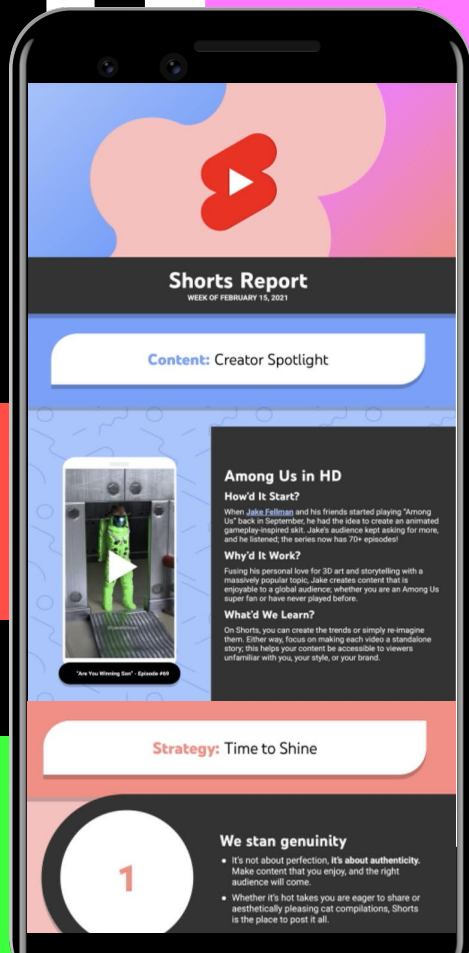 Shorts Report
WEEK OF FEBRUARY 15, 2021
Content: Creator Spotlight
Among Us in HD
How'd It Start?
When Jake Fellman and his friends started playing "Among
Us" back in September, he had the idea to create an animated
gameplay-inspired skit. Jake's audience kept asking for more,
and he listened; the series now has 70+ episodes!
Why'd It Work?
Fusing his personal love for 3D art and storytelling with a
massively popular topic, Jake creates content that is
enjoyable to a global audience; whether you are an Among Us
super fan or have never played before.
What'd We Learn?
On Shorts, you can create the trends or simply re-imagine
them. Either way, focus on making each video a standalone
story; this helps your content be accessible to viewers
unfamiliar with you, your style, or your brand.
"Are You Winning Son" - Episode #69
Strategy: Time to Shine
1
We stan genuinity
● It's not about perfection, it's about authenticity.
Make content that you enjoy, and the right
audience will come.
● Whether it's hot takes you are eager to share or
aesthetically pleasing cat compilations, Shorts
is the place to post it all.